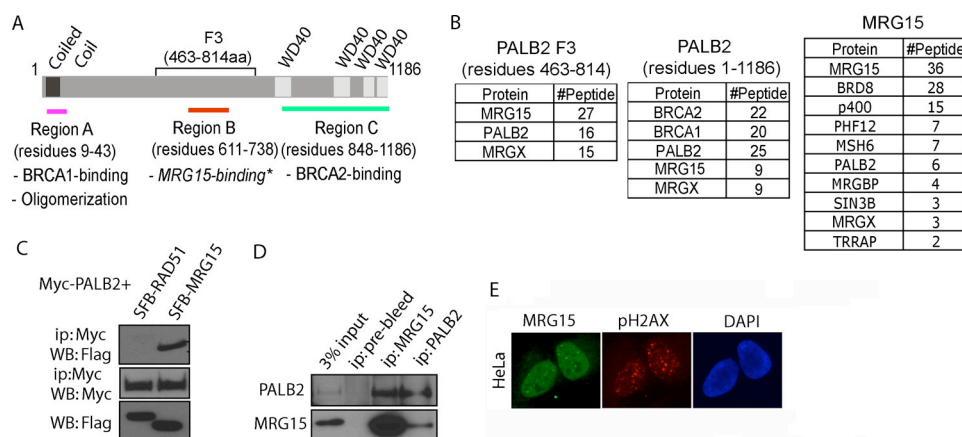 A
Coiled
Coil
F3
(463-814aa)
WD40
WD40
WD40
WD40
1
1186
Region A
(residues 9-43)
- BRCA1-binding
- Oligomerization
Region B
(residues 611-738)
- MRG15-binding*
Region C
(residues 848-1186)
- BRCA2-binding
B
PALB2 F3
(residues 463-814)
Protein #Peptide
MRG15 27
PALB2 16
MRGX 15
PALB2
(residues 1-1186)
Protein #Peptide
BRCA2 22
BRCA1 20
PALB2 25
MRG15 9
MRGX 9
MRG15
Protein #Peptide
MRG15 36
BRD8 28
p400 15
PHF12 7
MSH6 7
PALB2 6
MRGBP 4
SIN3B 3
MRGX 3
TRRAP 2
C
Myc-PALB2+
SFB-RAD51
SFB-MRG15
ip:Myc
WB:Flag
ip:Myc
WB:Myc
WB:Flag
D
3% input
ip:pre-bleed
ip:MRG15
ip:PALB2
PALB2
MRG15
E
MRG15 pH2AX DAPI
HeLa